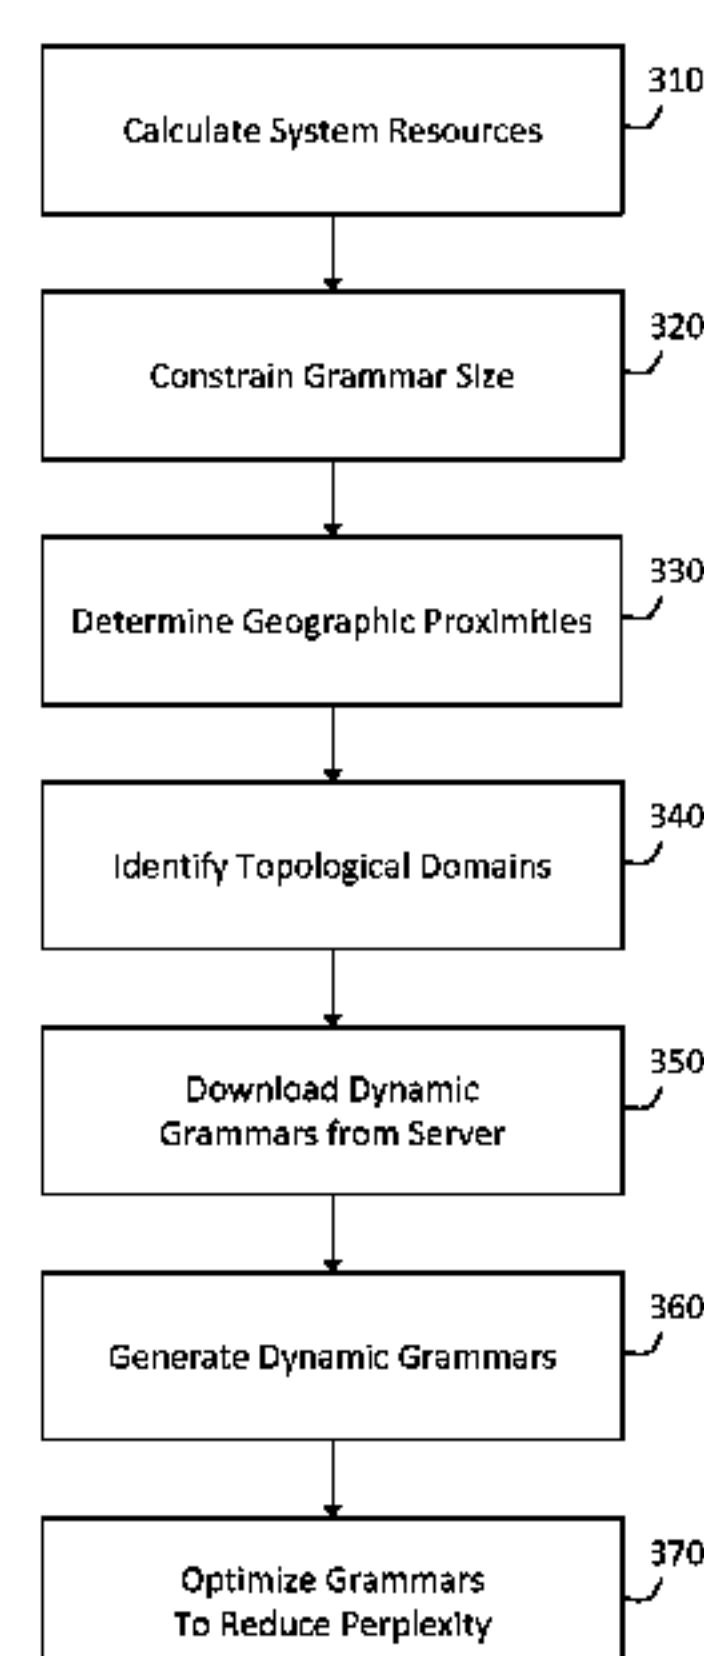 310
Calculate System Resources
320
Constrain Grammar Size
330
Determine Geographic Proximities
340
Identify Topological Domains
350
Download Dynamic
Grammars from Server
360
Generate Dynamic Grammars
370
Optimize Grammars
To Reduce Perplexity